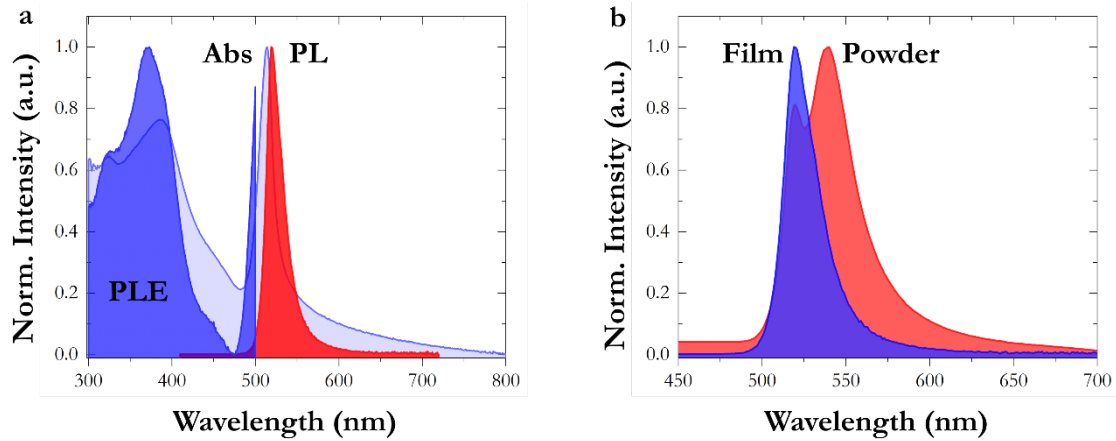 a
Norm. Intensity (a.u.)
1.0
0.8
0.6
0.4
0.2
0.0
Abs
PL
PLE
300
400
500
600
700
800
Wavelength (nm)
b
Norm. Intensity (a.u.)
1.0
0.8
0.6
0.4
0.2
0.0
Film
Powder
450
500
550
600
650
700
Wavelength (nm)